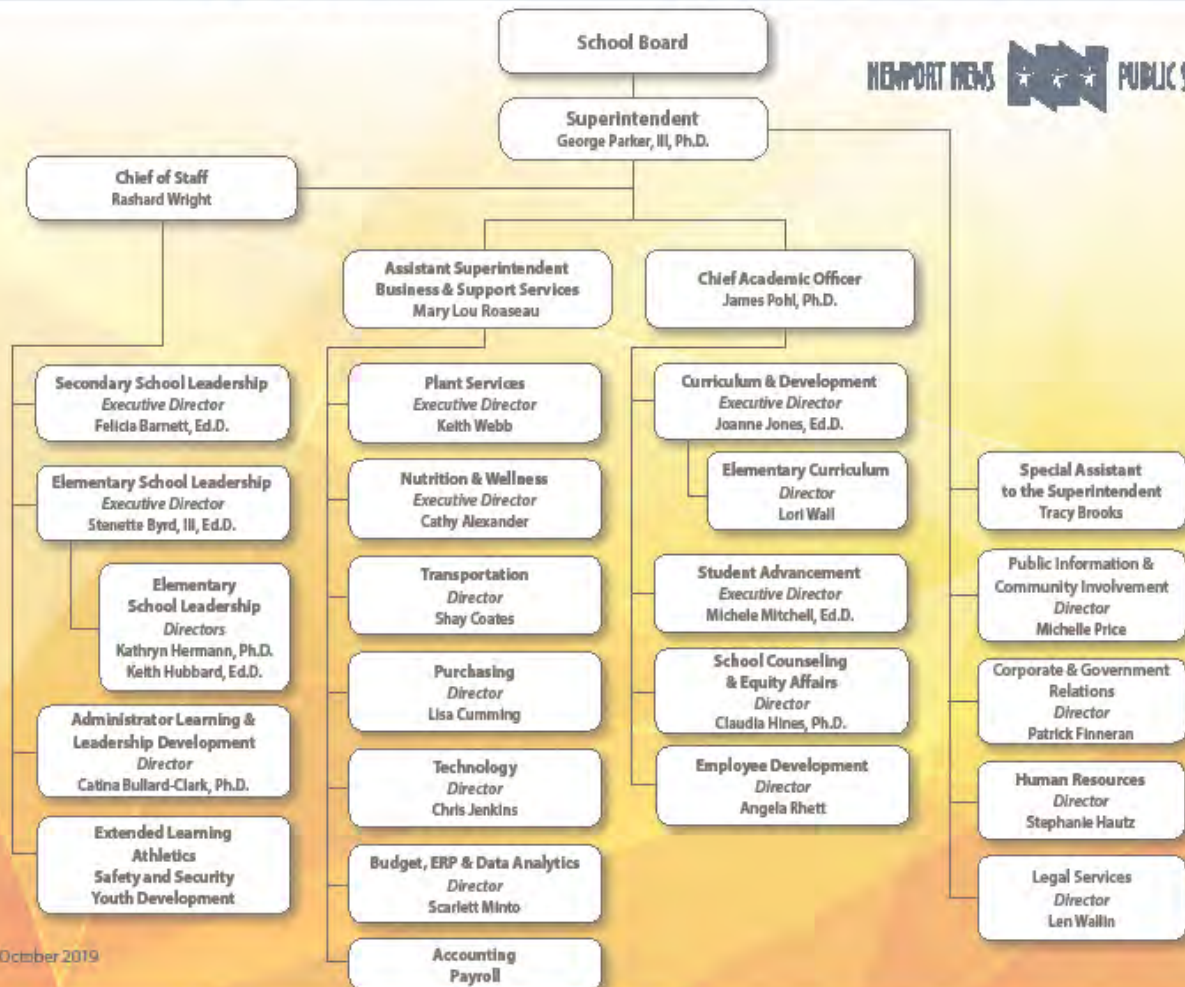 School Board
NEWPORT NEWS PUBLIC
Superintendent
George Parker, III, Ph.D.
Chief of Staff
Rashard Wright
Assistant Superintendent
Business & Support Services
Mary Lou Roaseau
Chief Academic Officer
James Pohl, Ph.D.
Secondary School Leadership
Executive Director
Felicia Barnett, Ed.D.
Elementary School Leadership
Executive Director
Stenette Byrd, III, Ed.D.
Elementary
School Leadership
Directors
Kathryn Hermann, Ph.D.
Keith Hubbard, Ed.D.
Administrator Learning &
Leadership Development
Director
Catina Bullard-Clark, Ph.D.
Extended Learning
Athletics
Safety and Security
Youth Development
Plant Services
Executive Director
Keith Webb
Nutrition & Wellness
Executive Director
Cathy Alexander
Transportation
Director
Shay Coates
Purchasing
Director
Lisa Cumming
Technology
Director
Chris Jenkins
Budget, ERP & Data Analytics
Director
Scarlett Minto
Accounting
Payroll
Curriculum & Development
Executive Director
Joanne Jones, Ed.D.
Elementary Curriculum
Director
Lori Wall
Student Advancement
Executive Director
Michele Mitchell, Ed.D.
School Counseling
& Equity Affairs
Director
Claudia Hines, Ph.D.
Employee Development
Director
Angela Rhett
Special Assistant
to the Superintendent
Tracy Brooks
Public Information &
Community Involvement
Director
Michelle Price
Corporate & Government
Relations
Director
Patrick Finneran
Human Resources
Director
Stephanie Hautz
Legal Services
Director
Len Wallin
October 2019